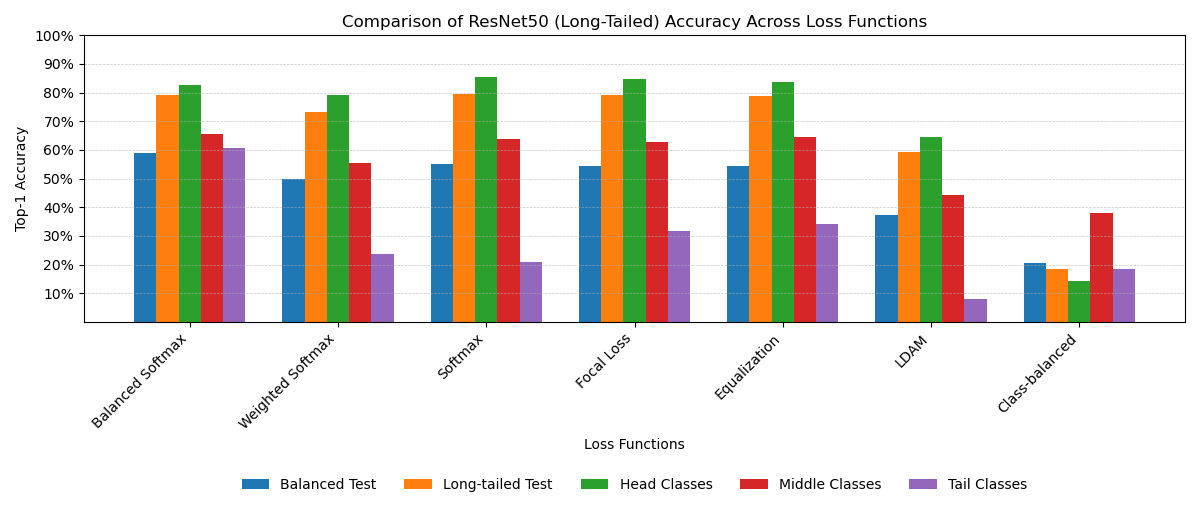 Comparison of ResNet50 (Long-Tailed) Accuracy Across Loss Functions
Top-1 Accuracy
100%
90%
80%
70%
60%
50%
40%
30%
20%
10%
Balanced Softmax
Weighted Softmax
Softmax
Focal Loss
Equalization
LDAM
Class-balanced
Loss Functions
Balanced Test
Long-tailed Test
Head Classes
Middle Classes
Tail Classes